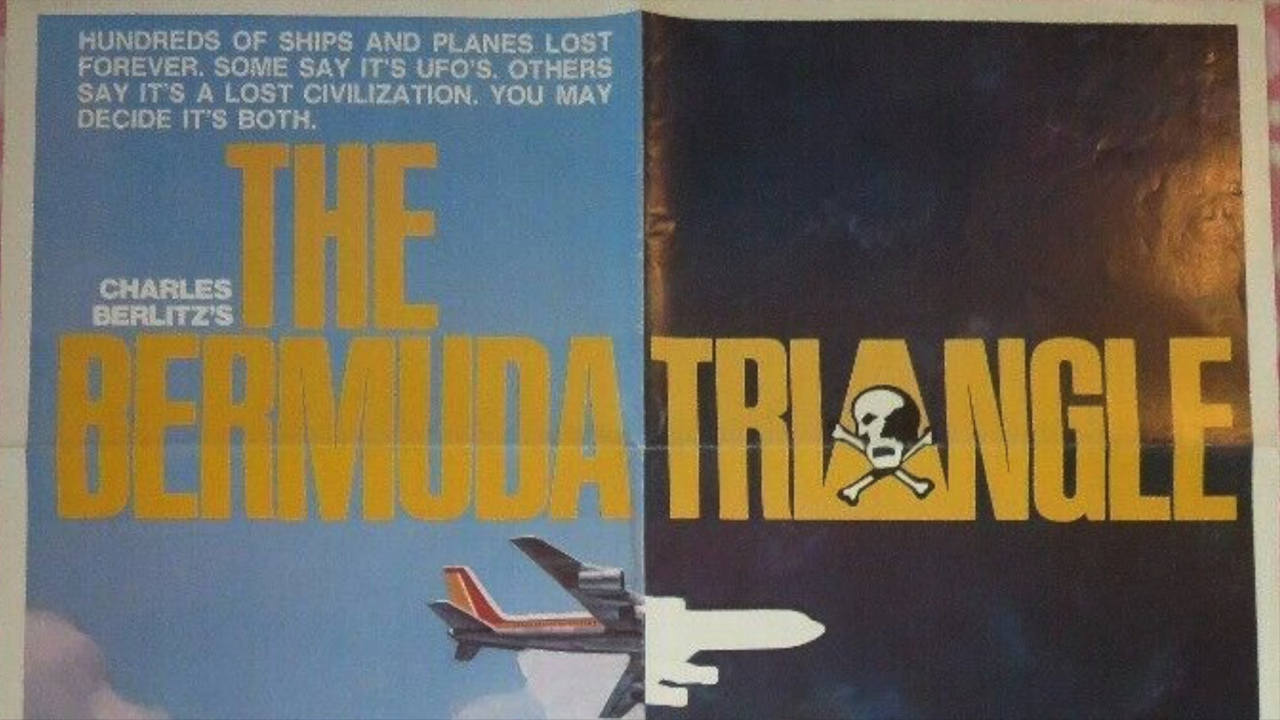 HUNDREDS OF SHIPS AND PLANES LOST
FOREVER. SOME SAY IT'S UFO'S. OTHERS
SAY IT'S A LOST CIVILIZATION. YOU MAY
DECIDE IT'S BOTH.
CHARLES
BERLITZ'S
THE
BERMUDA TRIANGLE